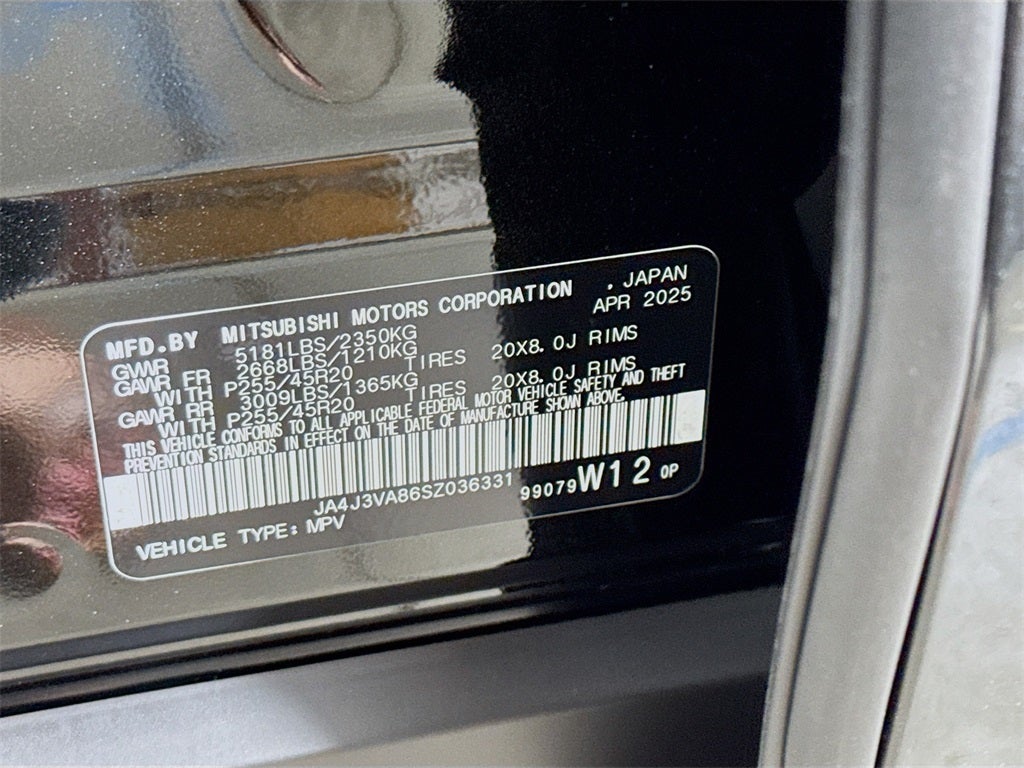 MFD.BY MITSUBISHI MOTORS CORPORATION , JAPAN
GVWR 5181LBS/2350KG APR 2025
GAWR FR 2668LBS/1210KG
WITH P255/45R20 TIRES 20X8.0J RIMS
GAWR RR 3009LBS/1365KG
WITH P255/45R20 TIRES 20X8.0J RIMS
THIS VEHICLE CONFORMS TO ALL APPLICABLE FEDERAL MOTOR VEHICLE SAFETY AND THEFT
PREVENTION STANDARDS IN EFFECT ON THE DATE OF MANUFACTURE SHOWN ABOVE.
JA4J3VA86SZ036331 99079 W12 0P
VEHICLE TYPE: MPV